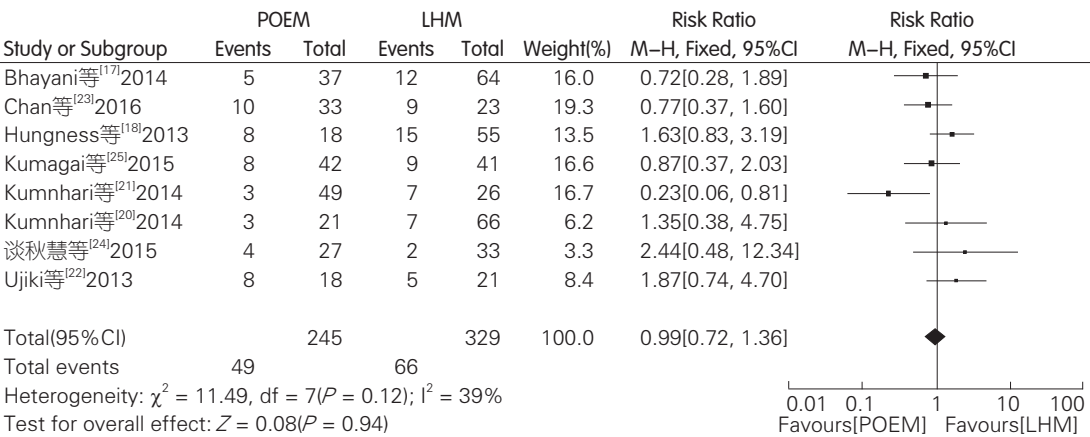 POEM LHM Risk Ratio Risk Ratio
Study or Subgroup Events Total Events Total Weight(%) M–H, Fixed, 95%CI M–H, Fixed, 95%CI
Bhayani等[17]2014 5 37 12 64 16.0 0.72[0.28, 1.89]
Chan等[23]2016 10 33 9 23 19.3 0.77[0.37, 1.60]
Hungness等[18]2013 8 18 15 55 13.5 1.63[0.83, 3.19]
Kumagai等[25]2015 8 42 9 41 16.6 0.87[0.37, 2.03]
Kumnhari等[21]2014 3 49 7 26 16.7 0.23[0.06, 0.81]
Kumnhari等[20]2014 3 21 7 66 6.2 1.35[0.38, 4.75]
谈秋慧等[24]2015 4 27 2 33 3.3 2.44[0.48, 12.34]
Ujiki等[22]2013 8 18 5 21 8.4 1.87[0.74, 4.70]
Total(95%CI) 245 329 100.0 0.99[0.72, 1.36]
Total events 49 66
Heterogeneity: χ² = 11.49, df = 7(P = 0.12); I² = 39%
Test for overall effect: Z = 0.08(P = 0.94)
0.01 0.1 1 10 100
Favours[POEM] Favours[LHM]